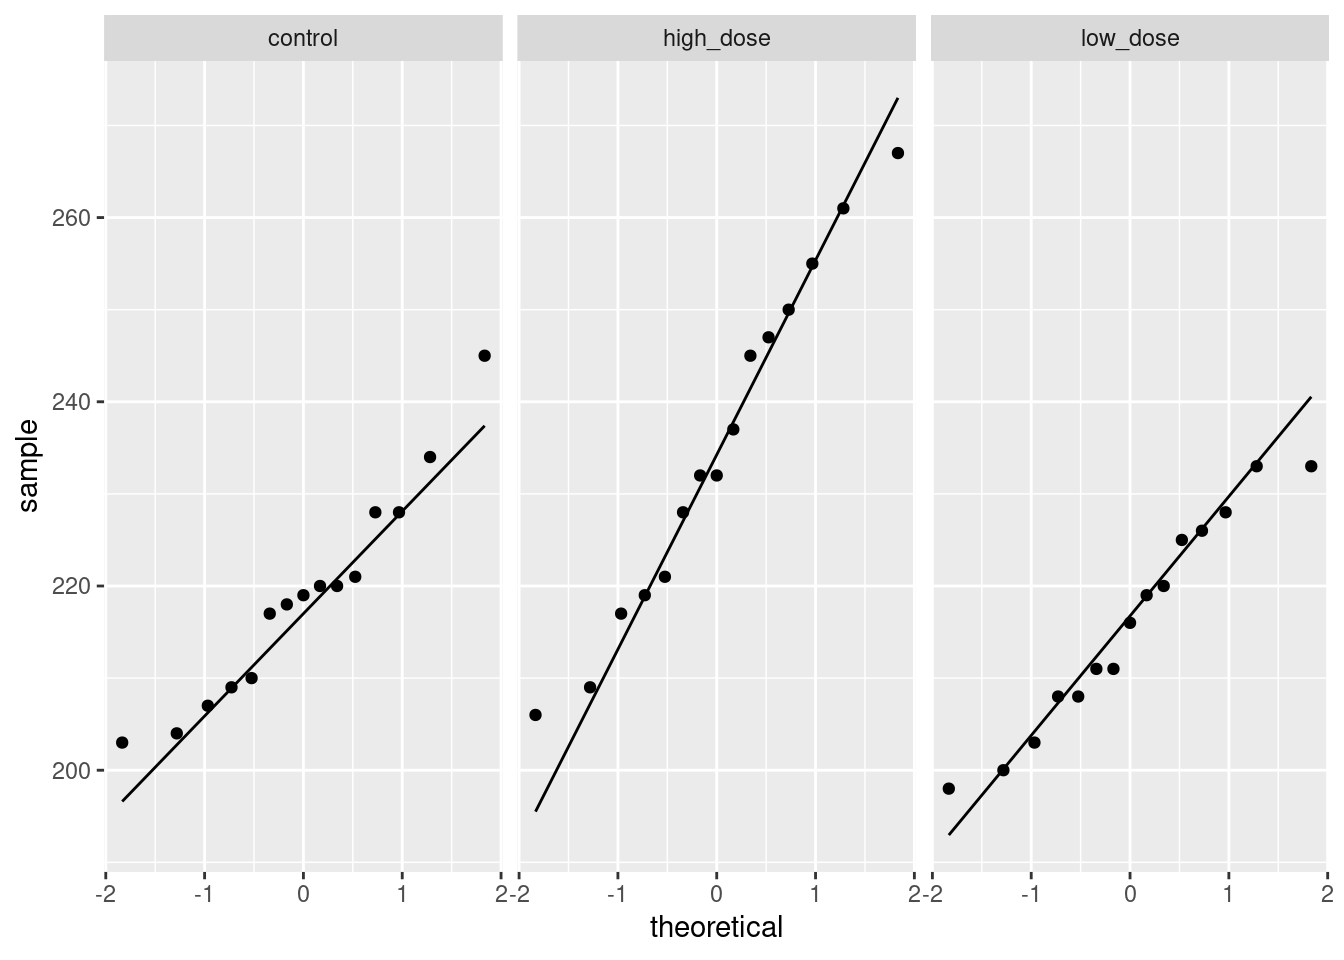 control high_dose low_dose
260
240
220
200
sample
-2 -1 0 1 2 -2 -1 0 1 2 -2 -1 0 1 2
theoretical